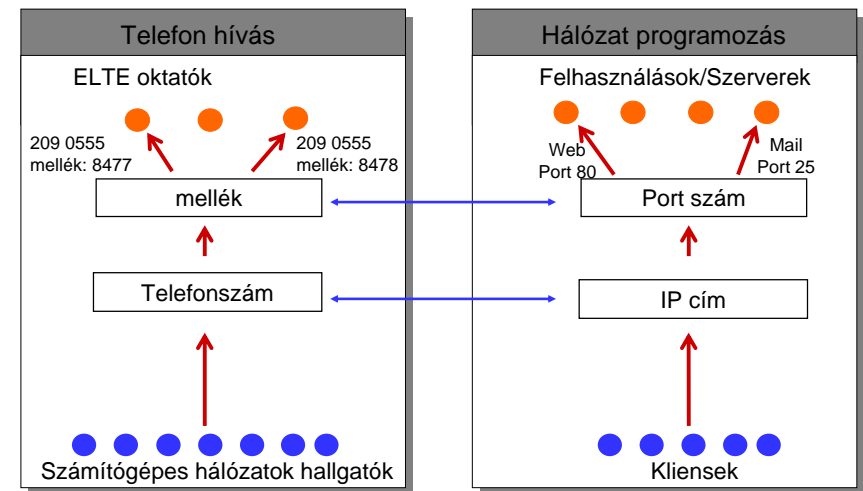 Telefon hívás
ELTE oktatók
209 0555
mellék: 8477
209 0555
mellék: 8478
mellék
Telefonszám
Számítógépes hálózatok hallgatók
Hálózat programozás
Felhasználások/Szerverek
Web
Port 80
Mail
Port 25
Port szám
IP cím
Kliensek